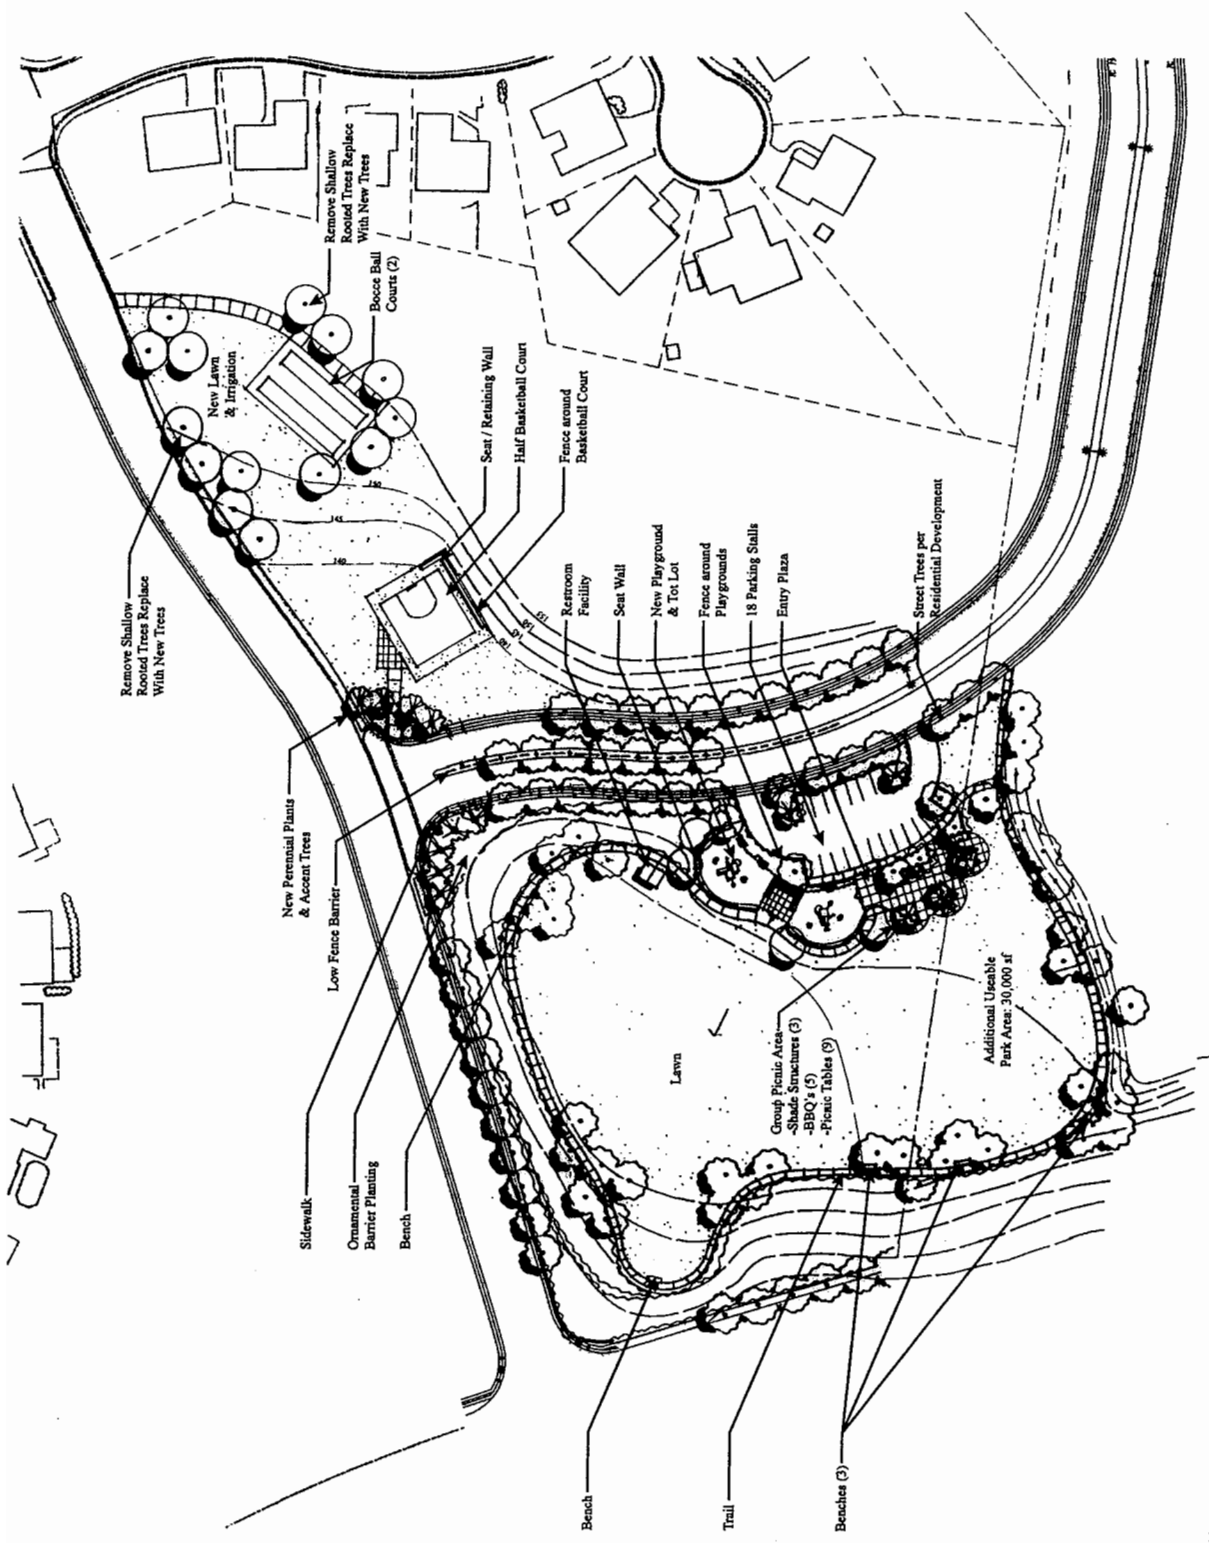 Remove Shallow
Rooted Trees Replace
With New Trees
Bocce Ball
Courts (2)
New Lawn
& Irrigation
Seat / Retaining Wall
Half Basketball Court
Fence around
Basketball Court
150
145
140
155
150
145
140
Remove Shallow
Rooted Trees Replace
With New Trees
Restroom
Facility
Seat Wall
New Playground
& Tot Lot
Fence around
Playgrounds
18 Parking Stalls
Entry Plaza
Street Trees per
Residential Development
New Perennial Plants
& Accent Trees
Low Fence Barrier
Sidewalk
Ornamental
Barrier Planting
Bench
Lawn
Group Picnic Area
-Shade Structures (3)
-BBQ's (5)
-Picnic Tables (9)
Additional Useable
Park Area: 30,000 sf
Bench
Trail
Benches (3)